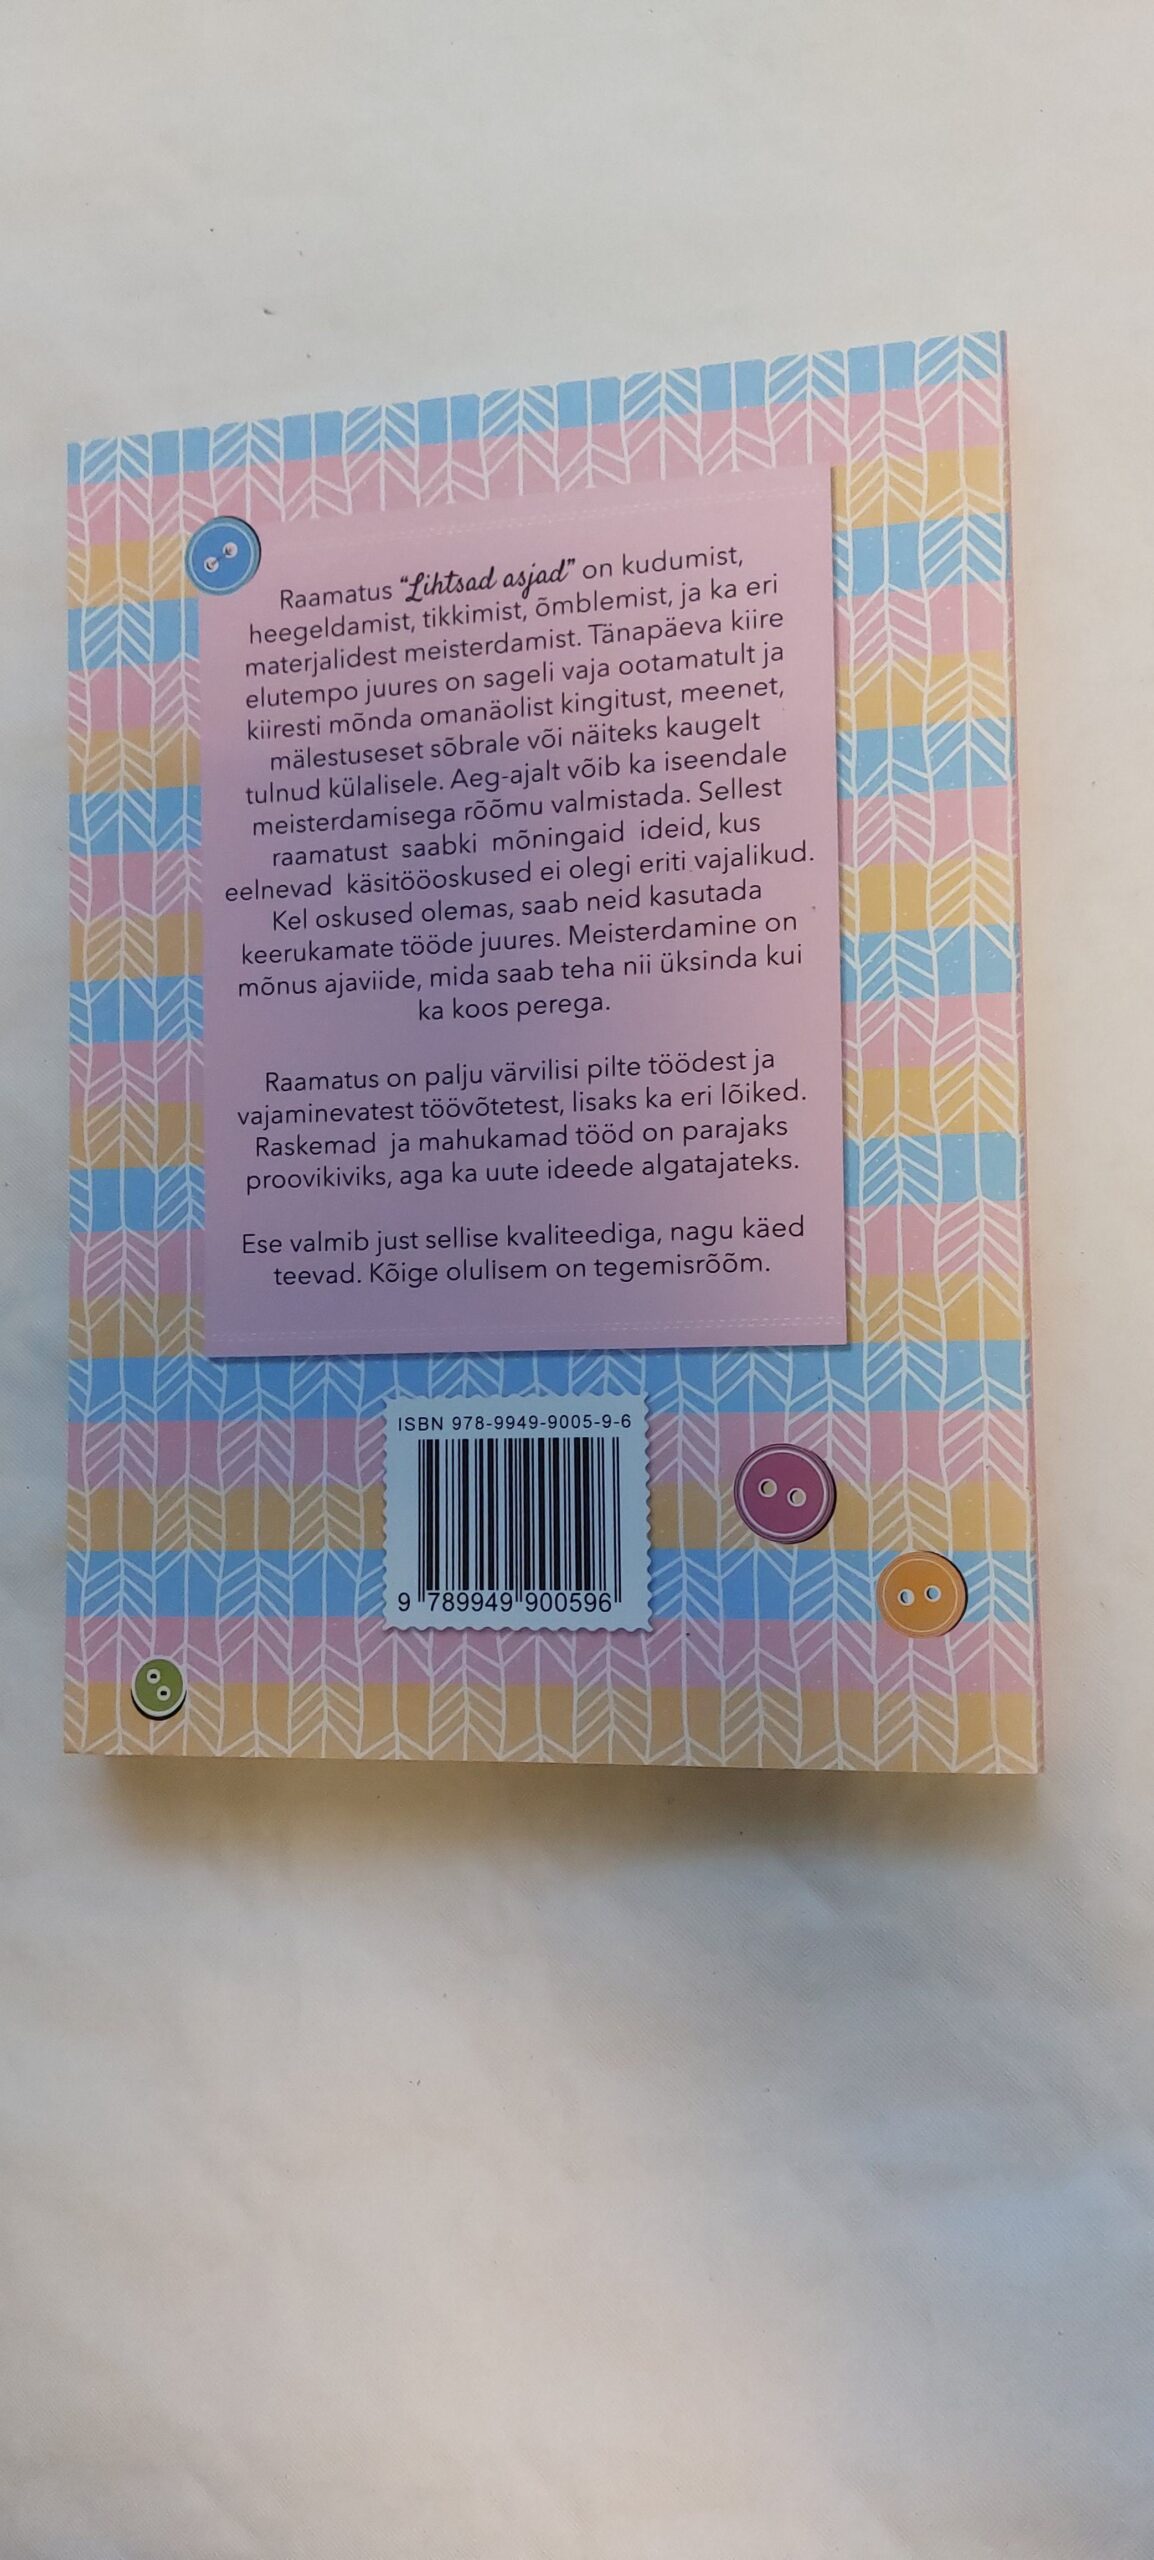 Raamatus "Lihtsad asjad" on kudumist,
heegeldamist, tikkimist, õmblemist, ja ka eri
materjalidest meisterdamist. Tänapäeva kiire
elutempo juures on sageli vaja ootamatult ja
kiiresti mõnda omanäolist kingitust, meenet,
mälestuseset sõbrale või näiteks kaugelt
tulnud külalisele. Aeg-ajalt võib ka iseendale
meisterdamisega rõõmu valmistada. Sellest
raamatust saabki mõningaid ideid, kus
eelnevad käsitööoskused ei olegi eriti vajalikud.
Kel oskused olemas, saab neid kasutada
keerukamate tööde juures. Meisterdamine on
mõnus ajaviide, mida saab teha nii üksinda kui
ka koos perega.
Raamatus on palju värvilisi pilte töödest ja
vajaminevatest töövõtetest, lisaks ka eri lõiked.
Raskemad ja mahukamad tööd on parajaks
proovikiviks, aga ka uute ideede algatajateks.
Ese valmib just sellise kvaliteediga, nagu käed
teevad. Kõige olulisem on tegemisrõõm.
ISBN 978-9949-9005-9-6
9 789949 900596